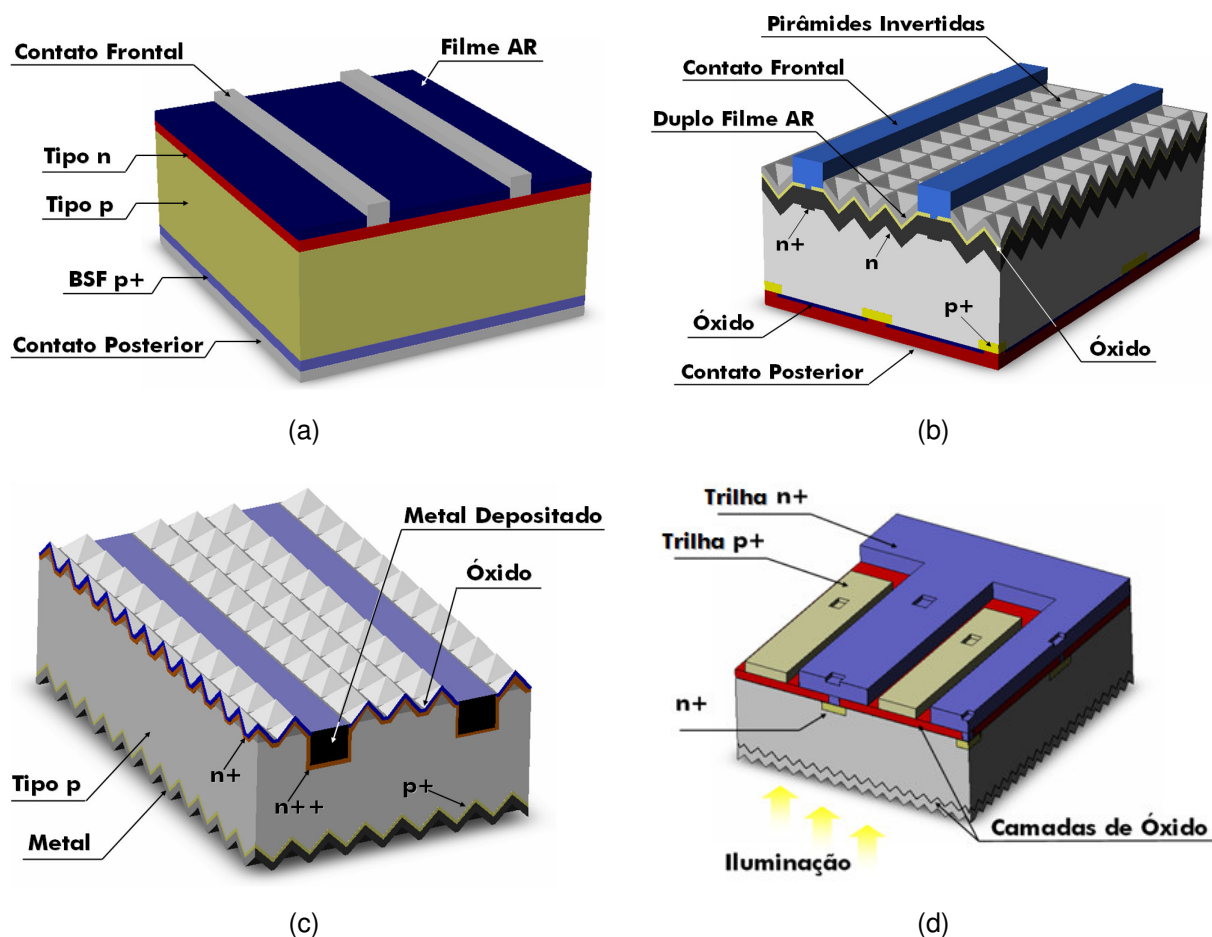 Contato Frontal
Filme AR
Tipo n
Tipo p
BSF p+
Contato Posterior
(a)
Pirâmides Invertidas
Contato Frontal
Duplo Filme AR
n+
n
p+
Óxido
Óxido
Contato Posterior
(b)
Metal Depositado
Óxido
n+
Tipo p
n++
p+
Metal
(c)
Trilha n+
Trilha p+
n+
Camadas de Óxido
Iluminação
(d)